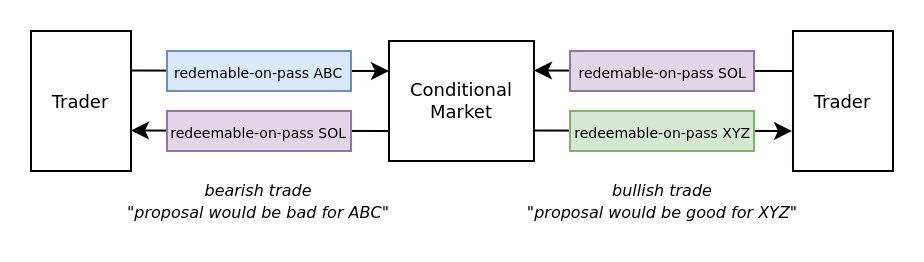 Trader
redemable-on-pass ABC
redeemable-on-pass SOL
Conditional
Market
redemable-on-pass SOL
redeemable-on-pass XYZ
Trader
bearish trade
"proposal would be bad for ABC"
bullish trade
"proposal would be good for XYZ"